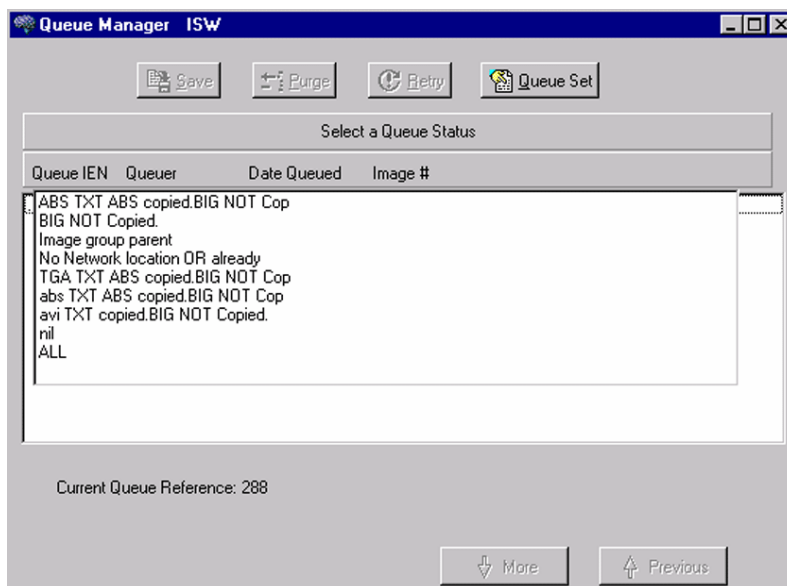 Queue Manager ISW
Save Purge Retry Queue Set
Select a Queue Status
Queue IEN Queuer Date Queued Image #
ABS TXT ABS copied.BIG NOT Cop
BIG NOT Copied.
Image group parent
No Network location OR already
TGA TXT ABS copied.BIG NOT Cop
abs TXT ABS copied.BIG NOT Cop
avi TXT copied.BIG NOT Copied.
nil
ALL
Current Queue Reference: 288
More Previous